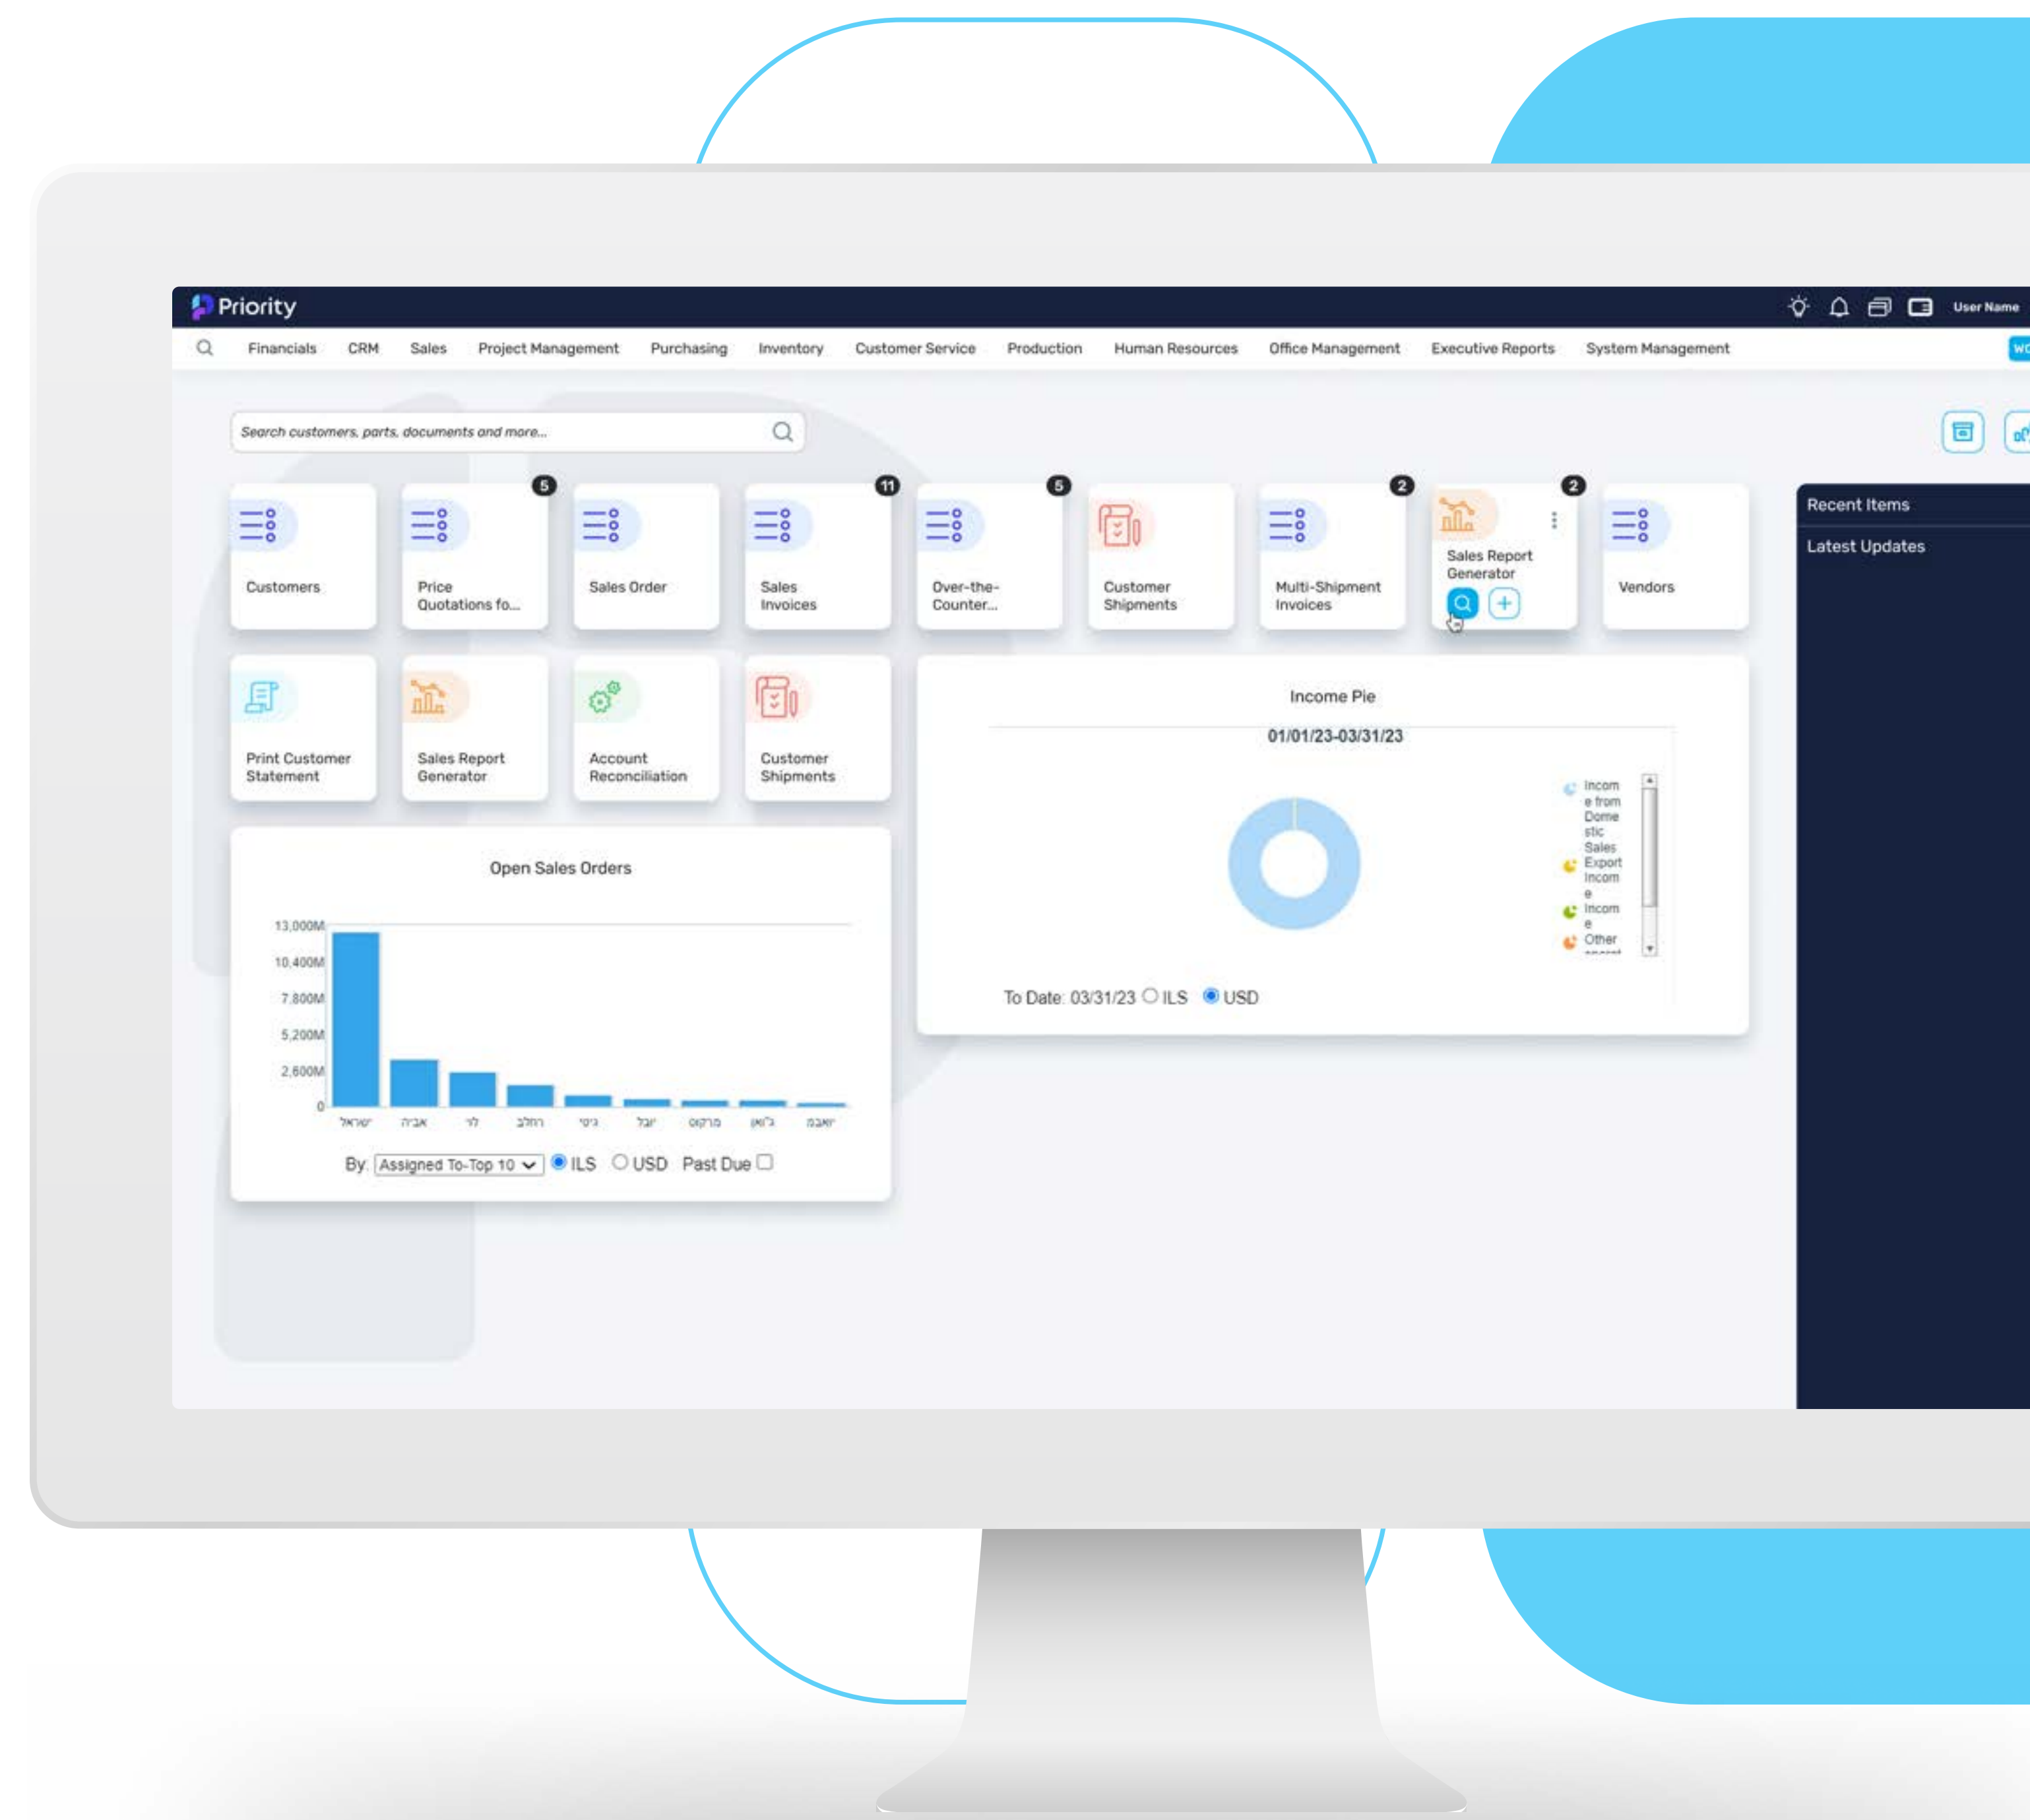 Priority
User Name
Financials CRM Sales Project Management Purchasing Inventory Customer Service Production Human Resources Office Management Executive Reports System Management
Search customers, parts, documents and more...
5
11
5
2
2
Customers
Price
Quotations fo...
Sales Order
Sales
Invoices
Over-the-
Counter...
Customer
Shipments
Multi-Shipment
Invoices
Sales Report
Generator
Vendors
Recent Items
Latest Updates
Print Customer
Statement
Sales Report
Generator
Account
Reconciliation
Customer
Shipments
Income Pie
01/01/23-03/31/23
Incom
e from
Dome
stic
Sales
Export
Incom
e
Incom
e
Other
To Date: 03/31/23 ILS USD
Open Sales Orders
13,000M
10,400M
7,800M
5,200M
2,600M
0
ישראל אביה לוי רחלב גיטי יובל מרקוס ג'ואן
By: Assigned To-Top 10 ILS USD Past Due